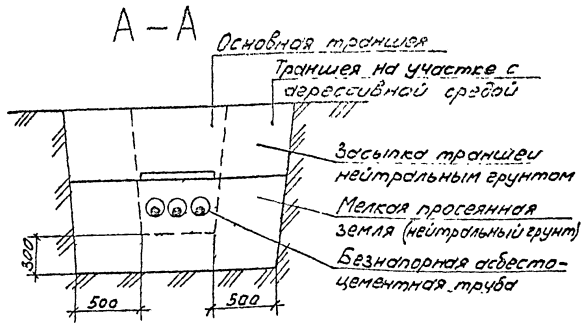 А – А
Основная траншея
Траншея на участке с
агрессивной средой
Засыпка траншеи
нейтральным грунтом
Мелкая просеянная
земля (нейтральный грунт)
Безнапорная асбесто-
цементная труба
300
500
500